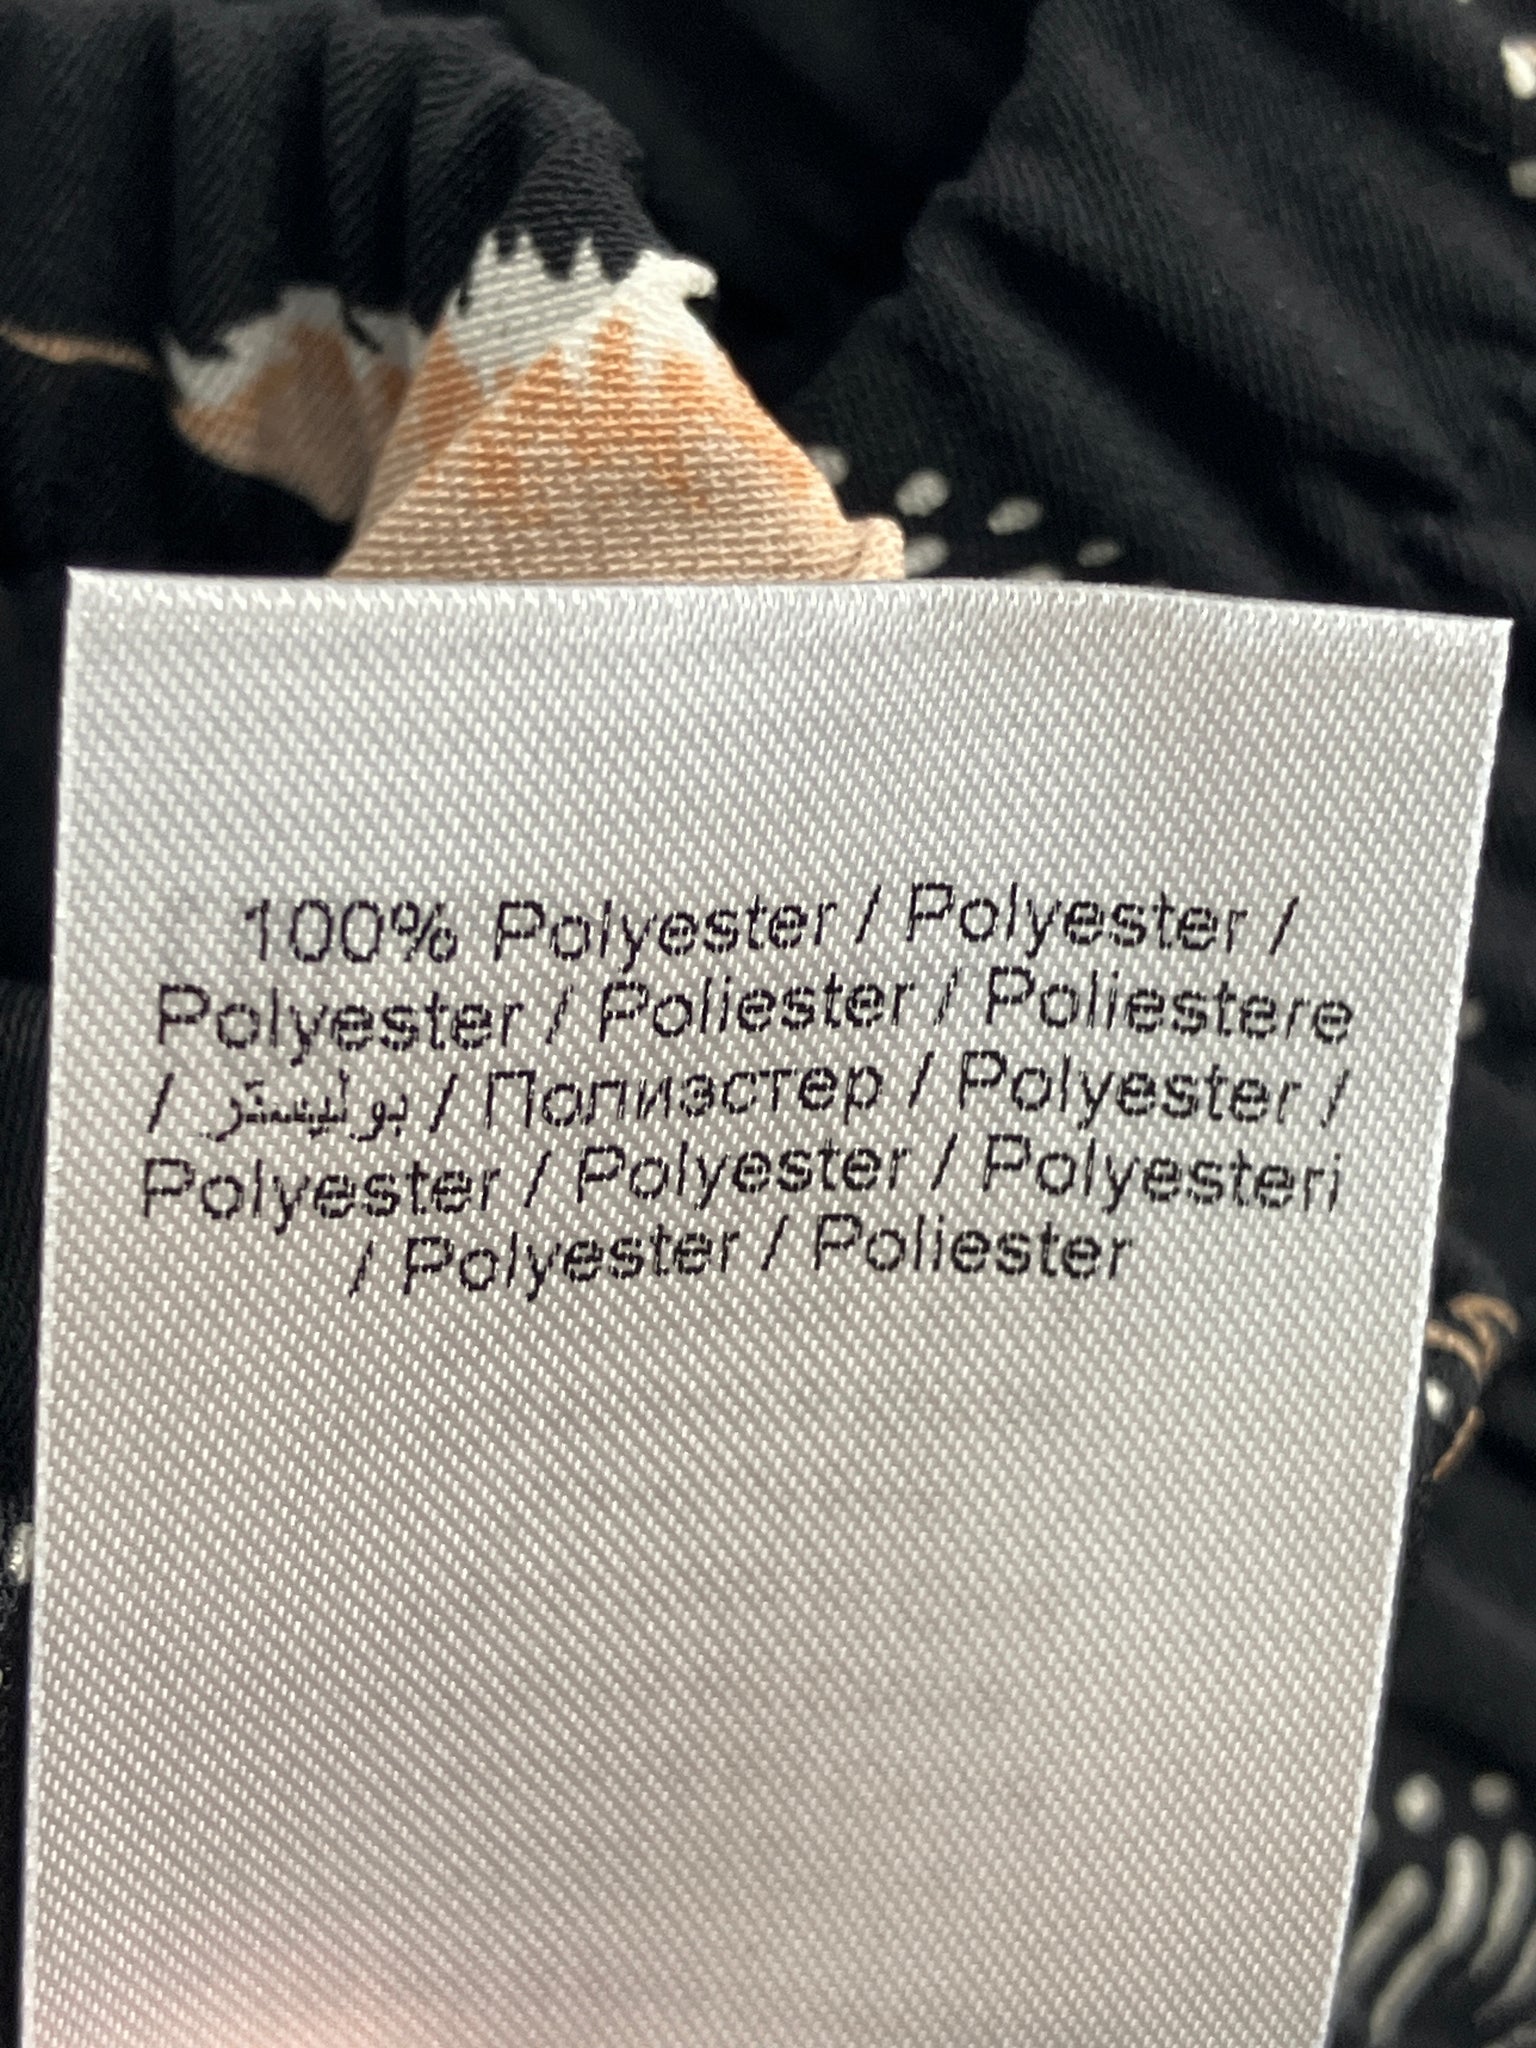 100% Polyester / Polyester /
Polyester / Poliester / Poliestere
/ بوليستر / Полиэстер / Polyester /
Polyester / Polyester / Polyesteri
/ Polyester / Poliester